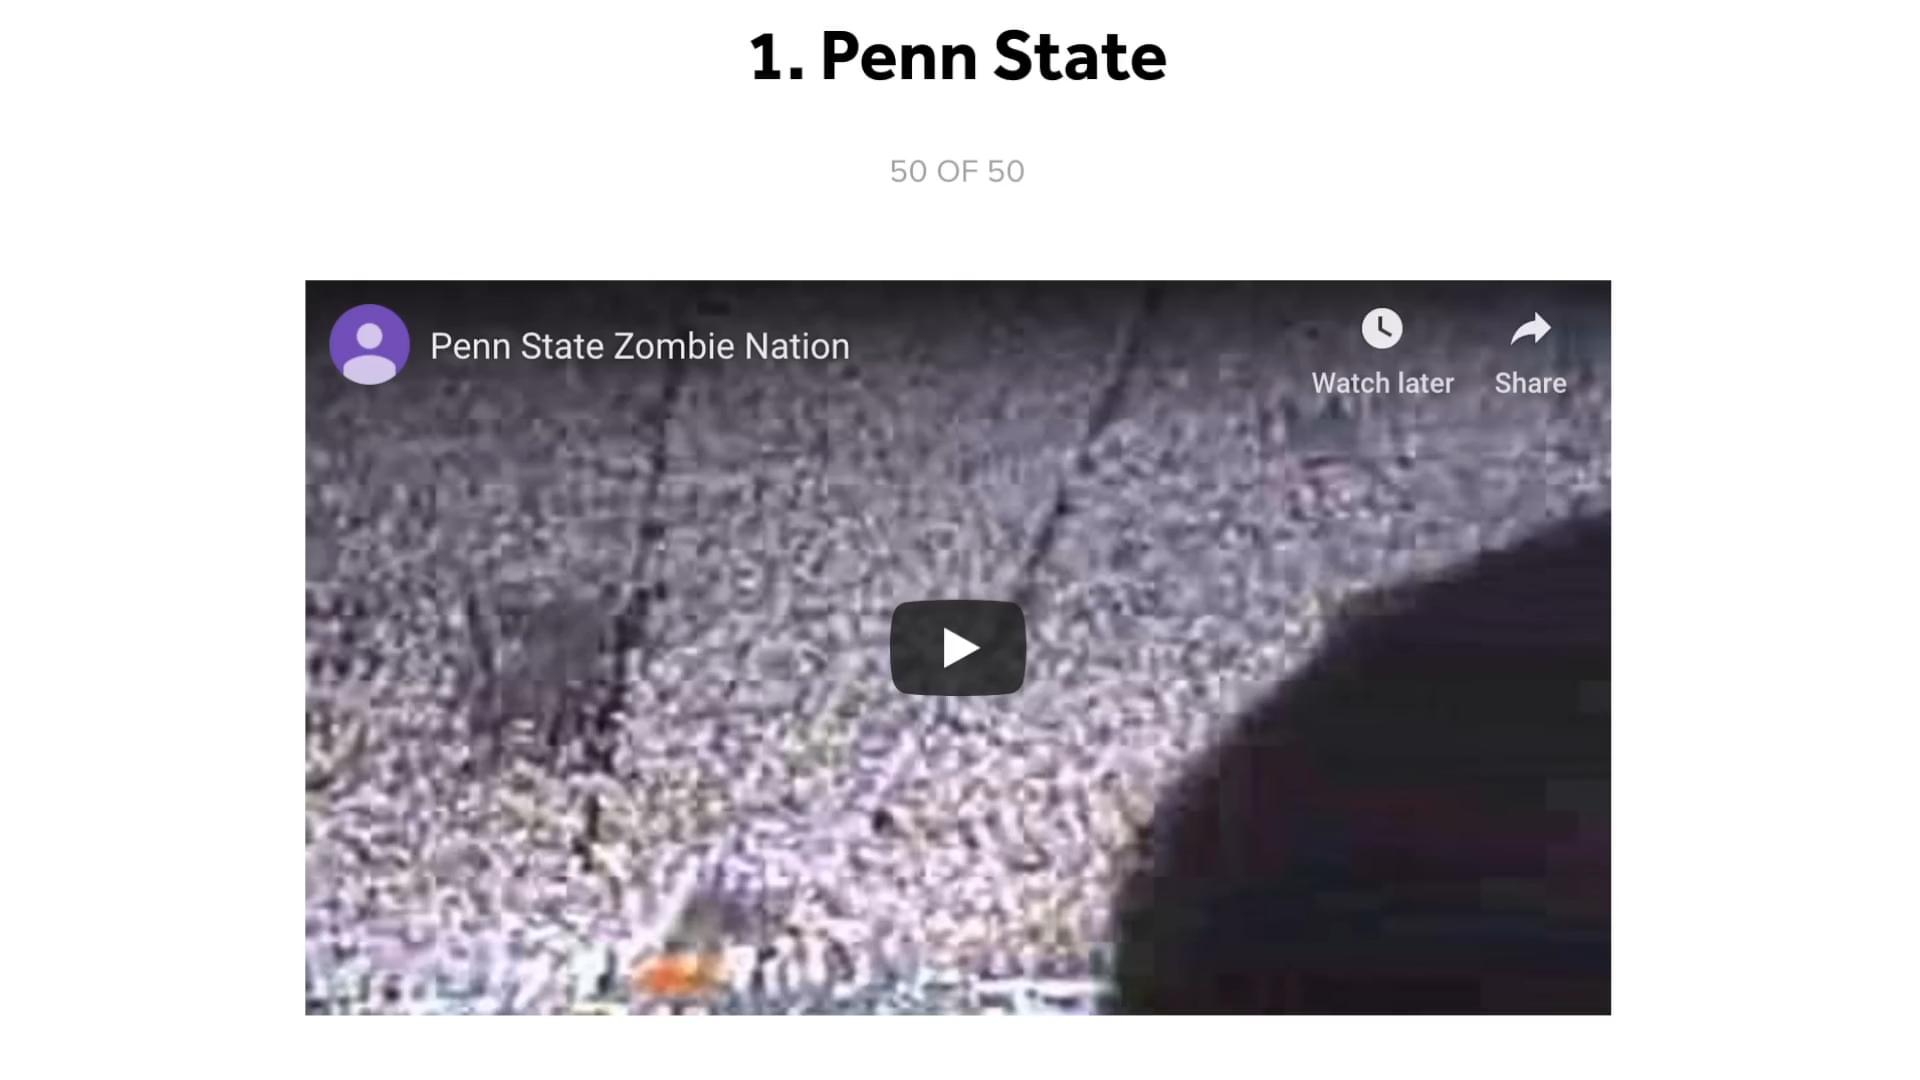 1. Penn State
50 OF 50
Penn State Zombie Nation
Watch later
Share